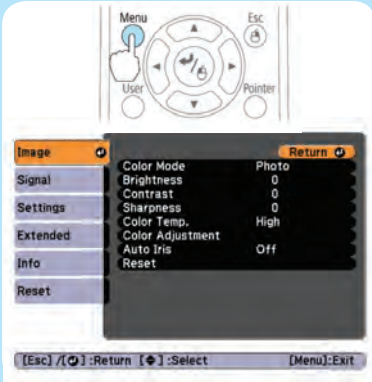 Menu
Esc
User
Pointer
Image
Return
Signal
Settings
Extended
Info
Reset
Color Mode Photo
Brightness 0
Contrast 0
Sharpness 0
Color Temp. High
Color Adjustment
Auto Iris Off
Reset
[Esc] /[ ] :Return [ ] :Select [Menu]:Exit